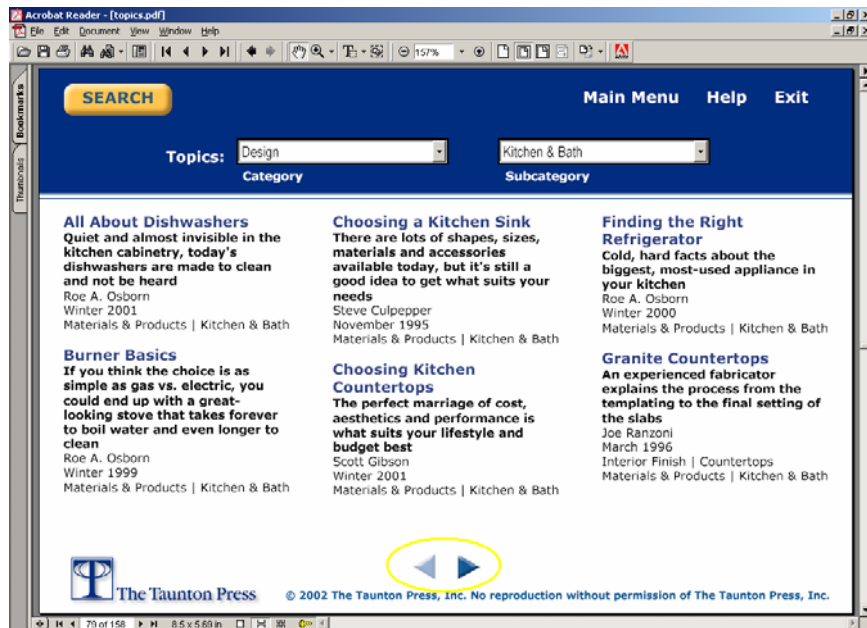 Acrobat Reader - [topics.pdf]
File Edit Document View Window Help
157%
Bookmarks
Thumbnails
SEARCH
Main Menu Help Exit
Topics:
Design
Kitchen & Bath
Category
Subcategory
All About Dishwashers
Quiet and almost invisible in the
kitchen cabinetry, today's
dishwashers are made to clean
and not be heard
Roe A. Osborn
Winter 2001
Materials & Products | Kitchen & Bath
Burner Basics
If you think the choice is as
simple as gas vs. electric, you
could end up with a great-
looking stove that takes forever
to boil water and even longer to
clean
Roe A. Osborn
Winter 1999
Materials & Products | Kitchen & Bath
Choosing a Kitchen Sink
There are lots of shapes, sizes,
materials and accessories
available today, but it's still a
good idea to get what suits your
needs
Steve Culpepper
November 1995
Materials & Products | Kitchen & Bath
Choosing Kitchen
Countertops
The perfect marriage of cost,
aesthetics and performance is
what suits your lifestyle and
budget best
Scott Gibson
Winter 2001
Materials & Products | Kitchen & Bath
Finding the Right
Refrigerator
Cold, hard facts about the
biggest, most-used appliance in
your kitchen
Roe A. Osborn
Winter 2000
Materials & Products | Kitchen & Bath
Granite Countertops
An experienced fabricator
explains the process from the
templating to the final setting of
the slabs
Joe Ranzoni
March 1996
Interior Finish | Countertops
Materials & Products | Kitchen & Bath
The Taunton Press
© 2002 The Taunton Press, Inc. No reproduction without permission of The Taunton Press, Inc.
79 of 158
8.5 x 5.69 in